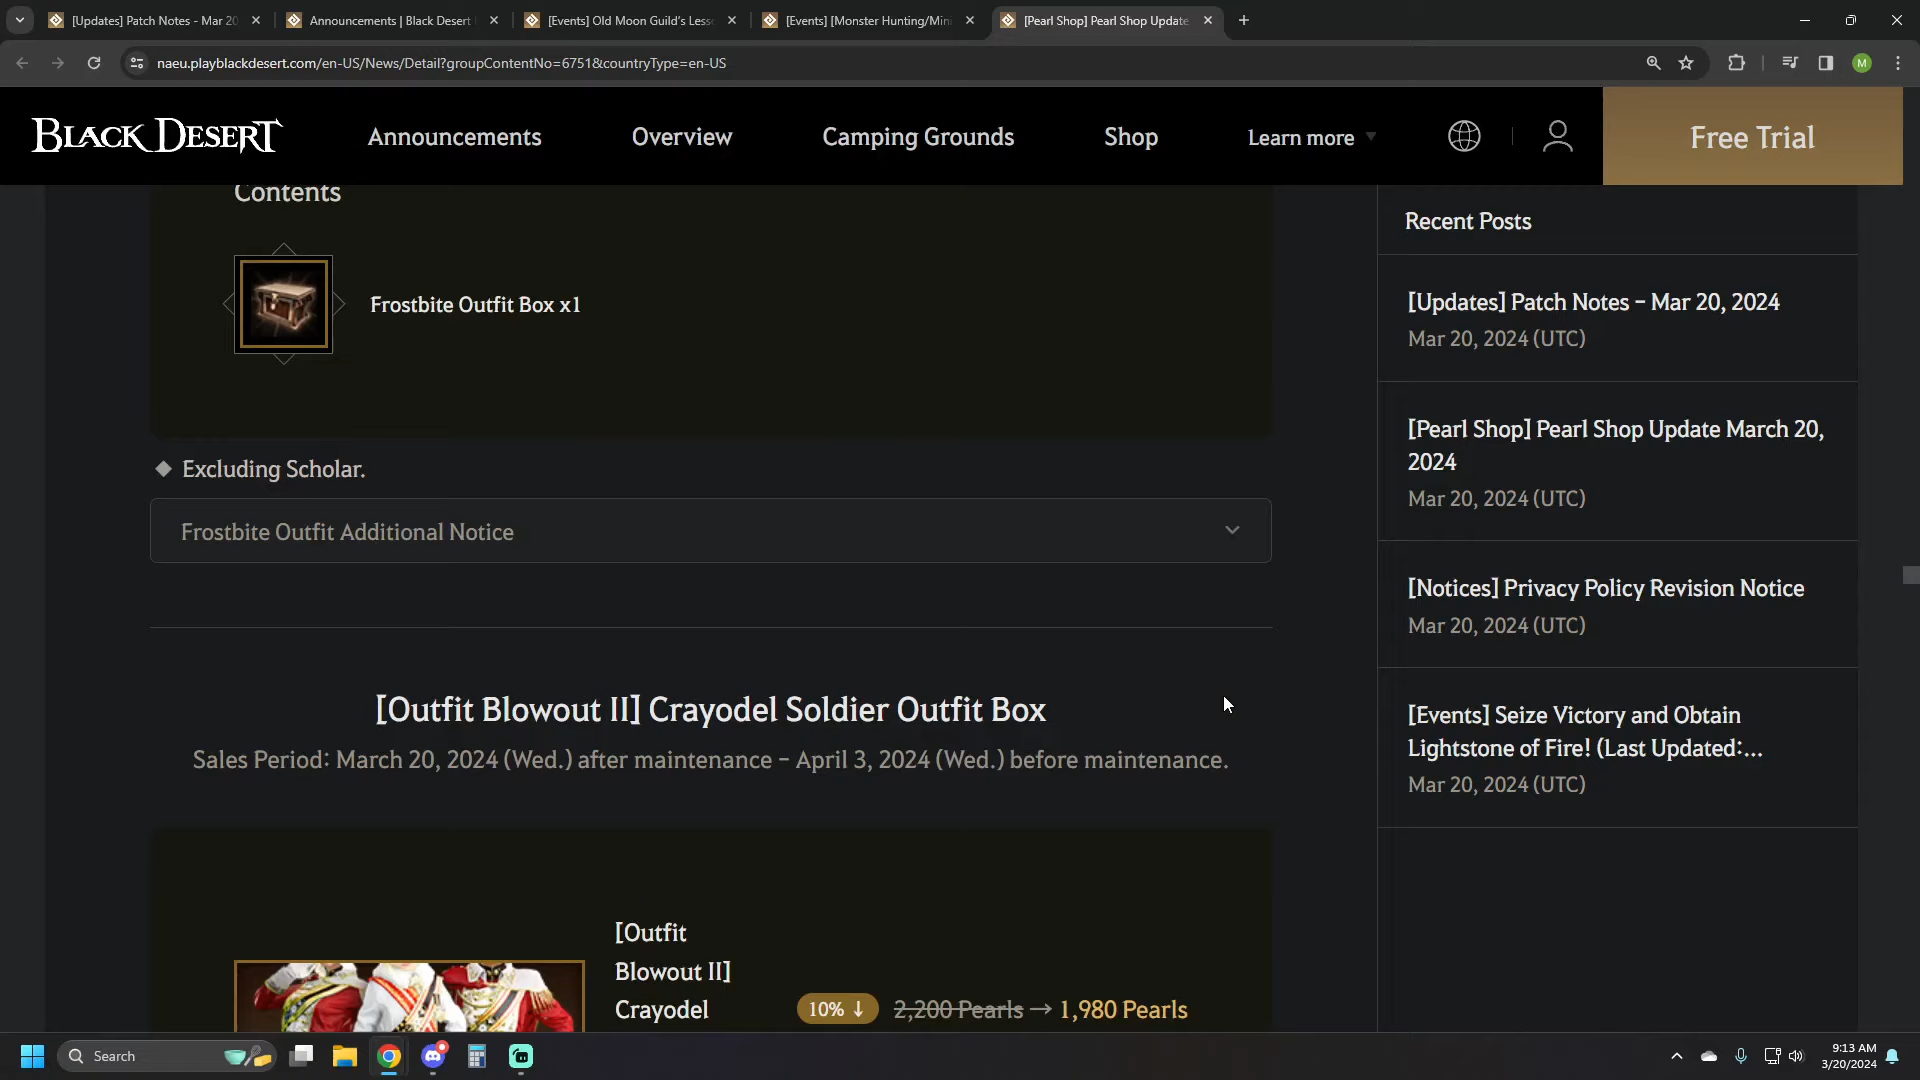 [Updates] Patch Notes - Mar 20
Announcements | Black Desert
[Events] Old Moon Guild's Less
[Events] [Monster Hunting/Min
[Pearl Shop] Pearl Shop Update
naeu.playblackdesert.com/en-US/News/Detail?groupContentNo=6751&countryType=en-US
M
BLACK DESERT
Announcements
Overview
Camping Grounds
Shop
Learn more
Free Trial
Contents
Frostbite Outfit Box x1
Excluding Scholar.
Frostbite Outfit Additional Notice
[Outfit Blowout II] Crayodel Soldier Outfit Box
Sales Period: March 20, 2024 (Wed.) after maintenance – April 3, 2024 (Wed.) before maintenance.
[Outfit
Blowout II]
Crayodel
10% ↓ 2,200 Pearls → 1,980 Pearls
Recent Posts
[Updates] Patch Notes – Mar 20, 2024
Mar 20, 2024 (UTC)
[Pearl Shop] Pearl Shop Update March 20,
2024
Mar 20, 2024 (UTC)
[Notices] Privacy Policy Revision Notice
Mar 20, 2024 (UTC)
[Events] Seize Victory and Obtain
Lightstone of Fire! (Last Updated:...
Mar 20, 2024 (UTC)
Search
9:13 AM
3/20/2024